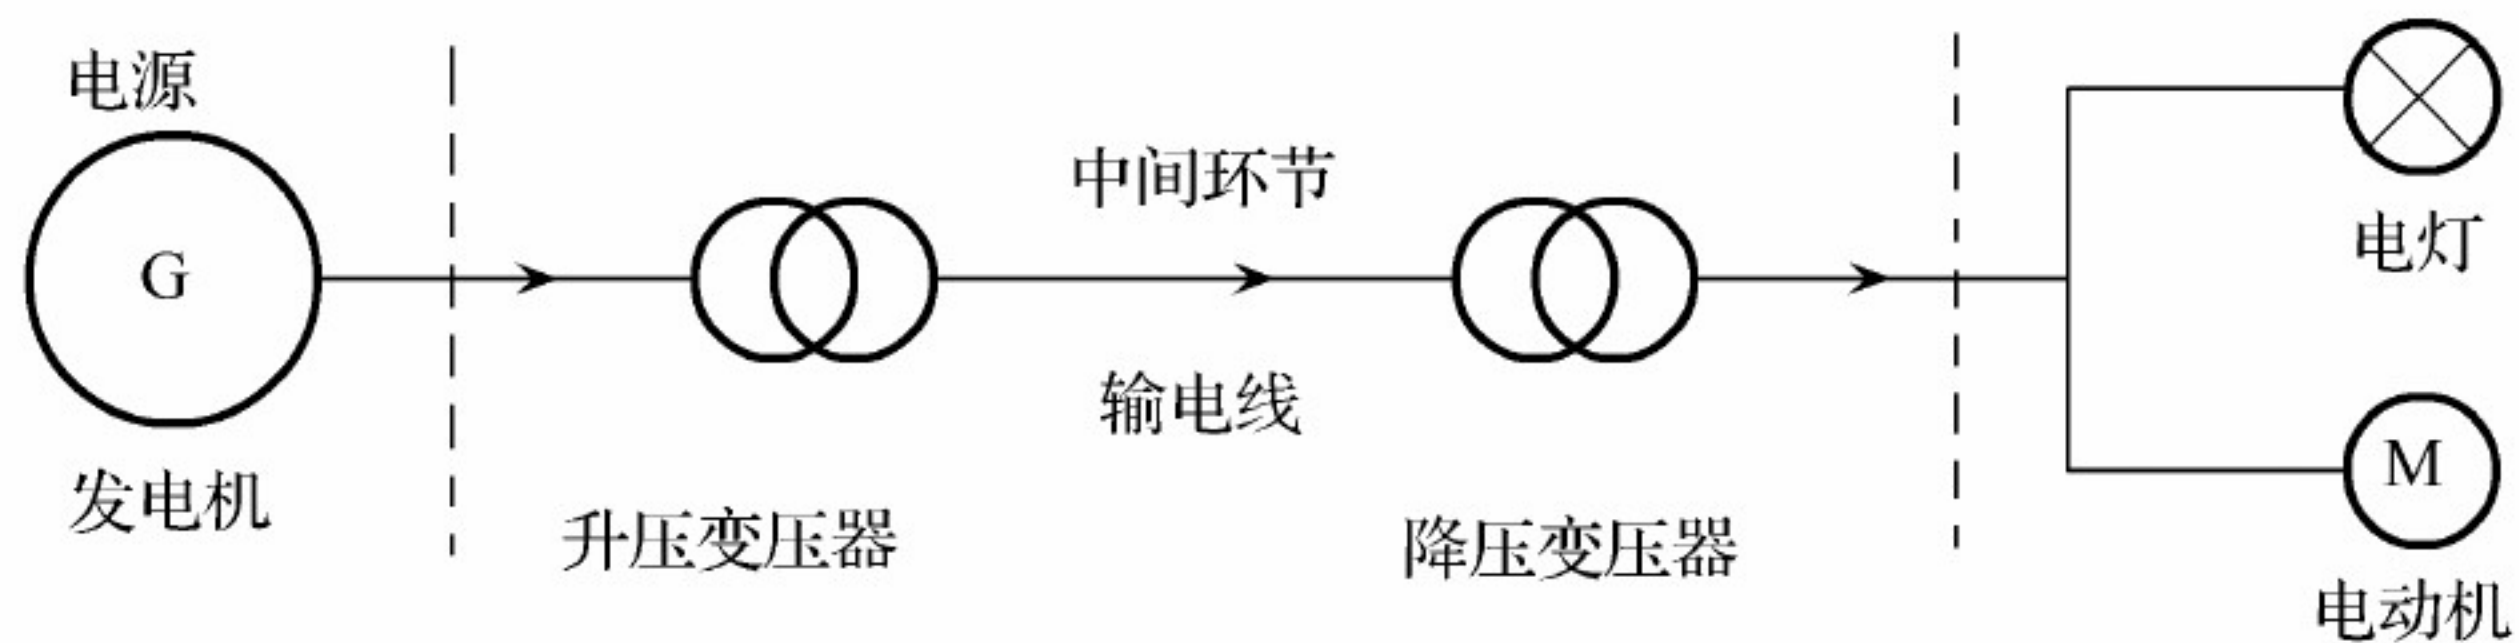 电源
G
发电机
升压变压器
中间环节
输电线
降压变压器
电灯
M
电动机